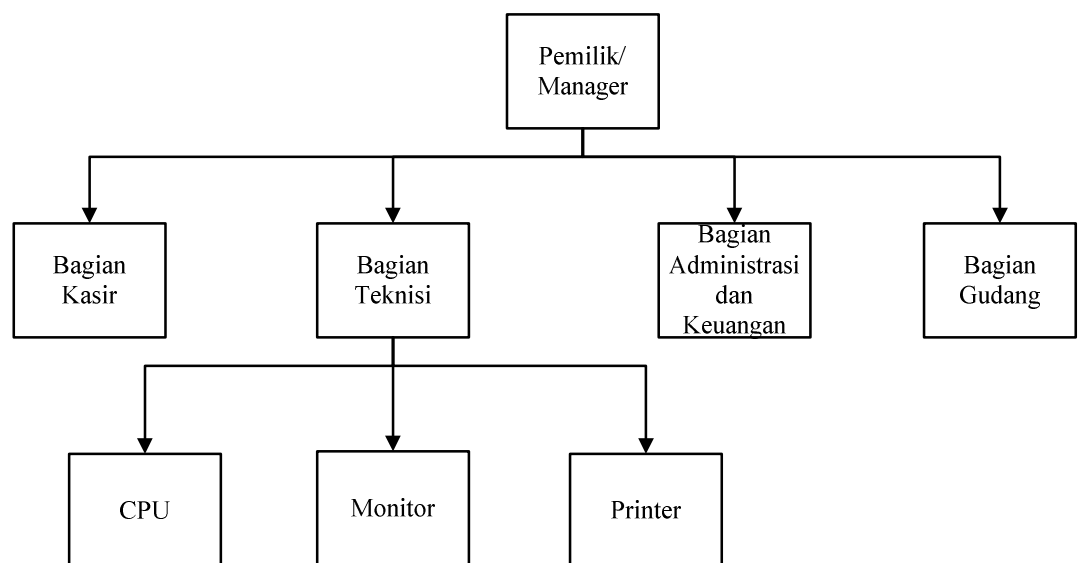 Pemilik/
Manager
Bagian
Kasir
Bagian
Teknisi
Bagian
Administrasi
dan
Keuangan
Bagian
Gudang
CPU
Monitor
Printer